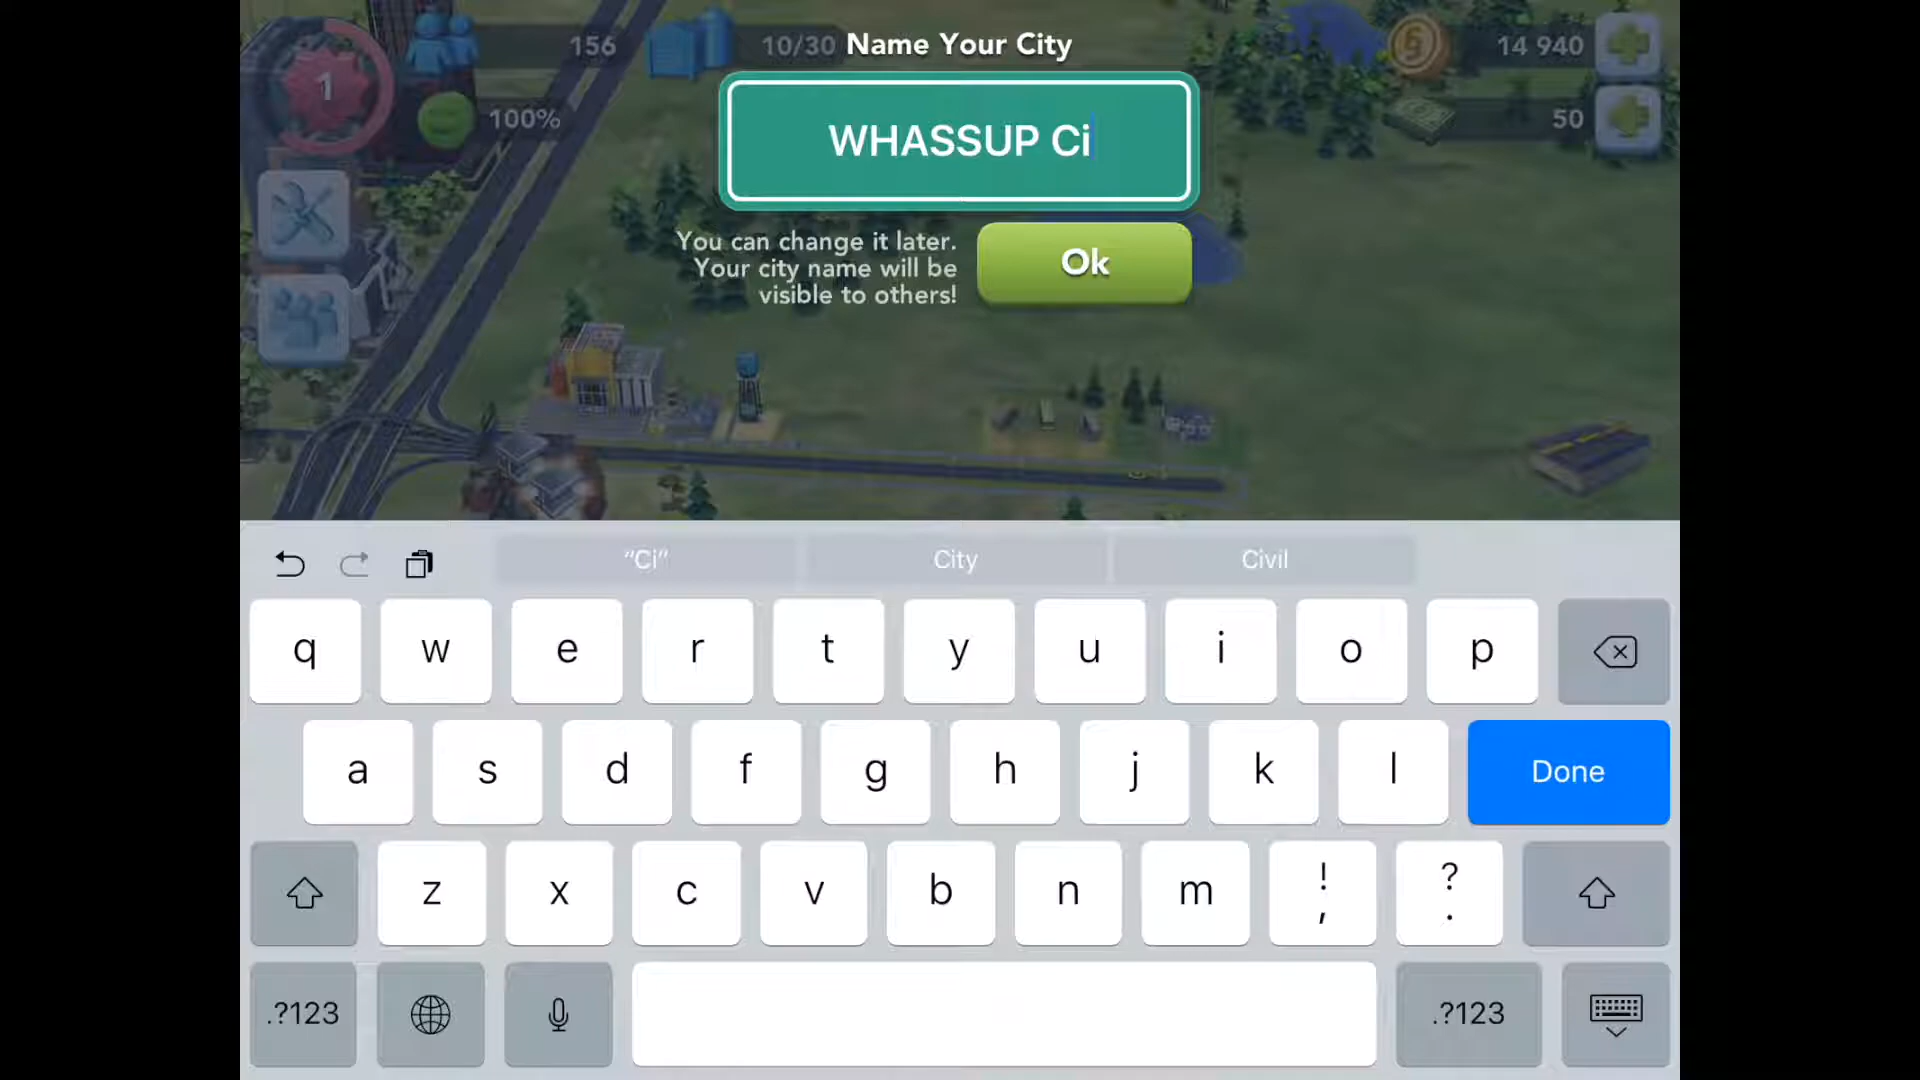 156
10/30
Name Your City
14 940
1
100%
50
WHASSUP Ci
You can change it later.
Your city name will be
visible to others!
Ok
“Ci”
City
Civil
q w e r t y u i o p
a s d f g h j k l
Done
z x c v b n m ! , ? .
.?123
.?123